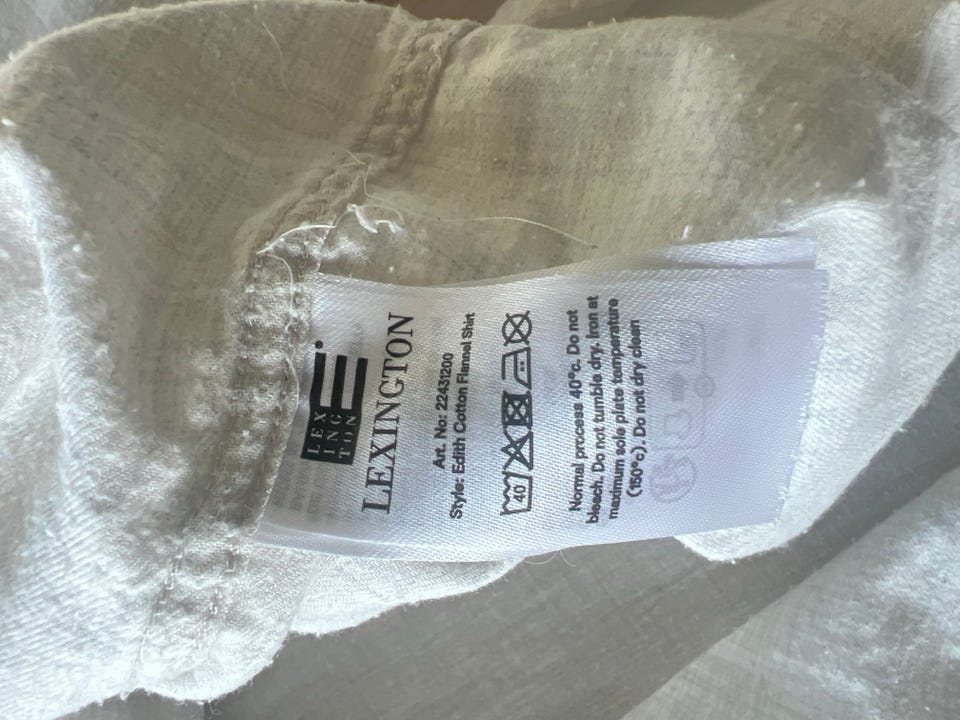 LEX
ING
TON
LEXINGTON
Art. No: 22431200
Style: Edith Cotton Flannel Shirt
40
Normal process 40°c. Do not
bleach. Do not tumble dry. Iron at
maximum sole plate temperature
(150°c). Do not dry clean